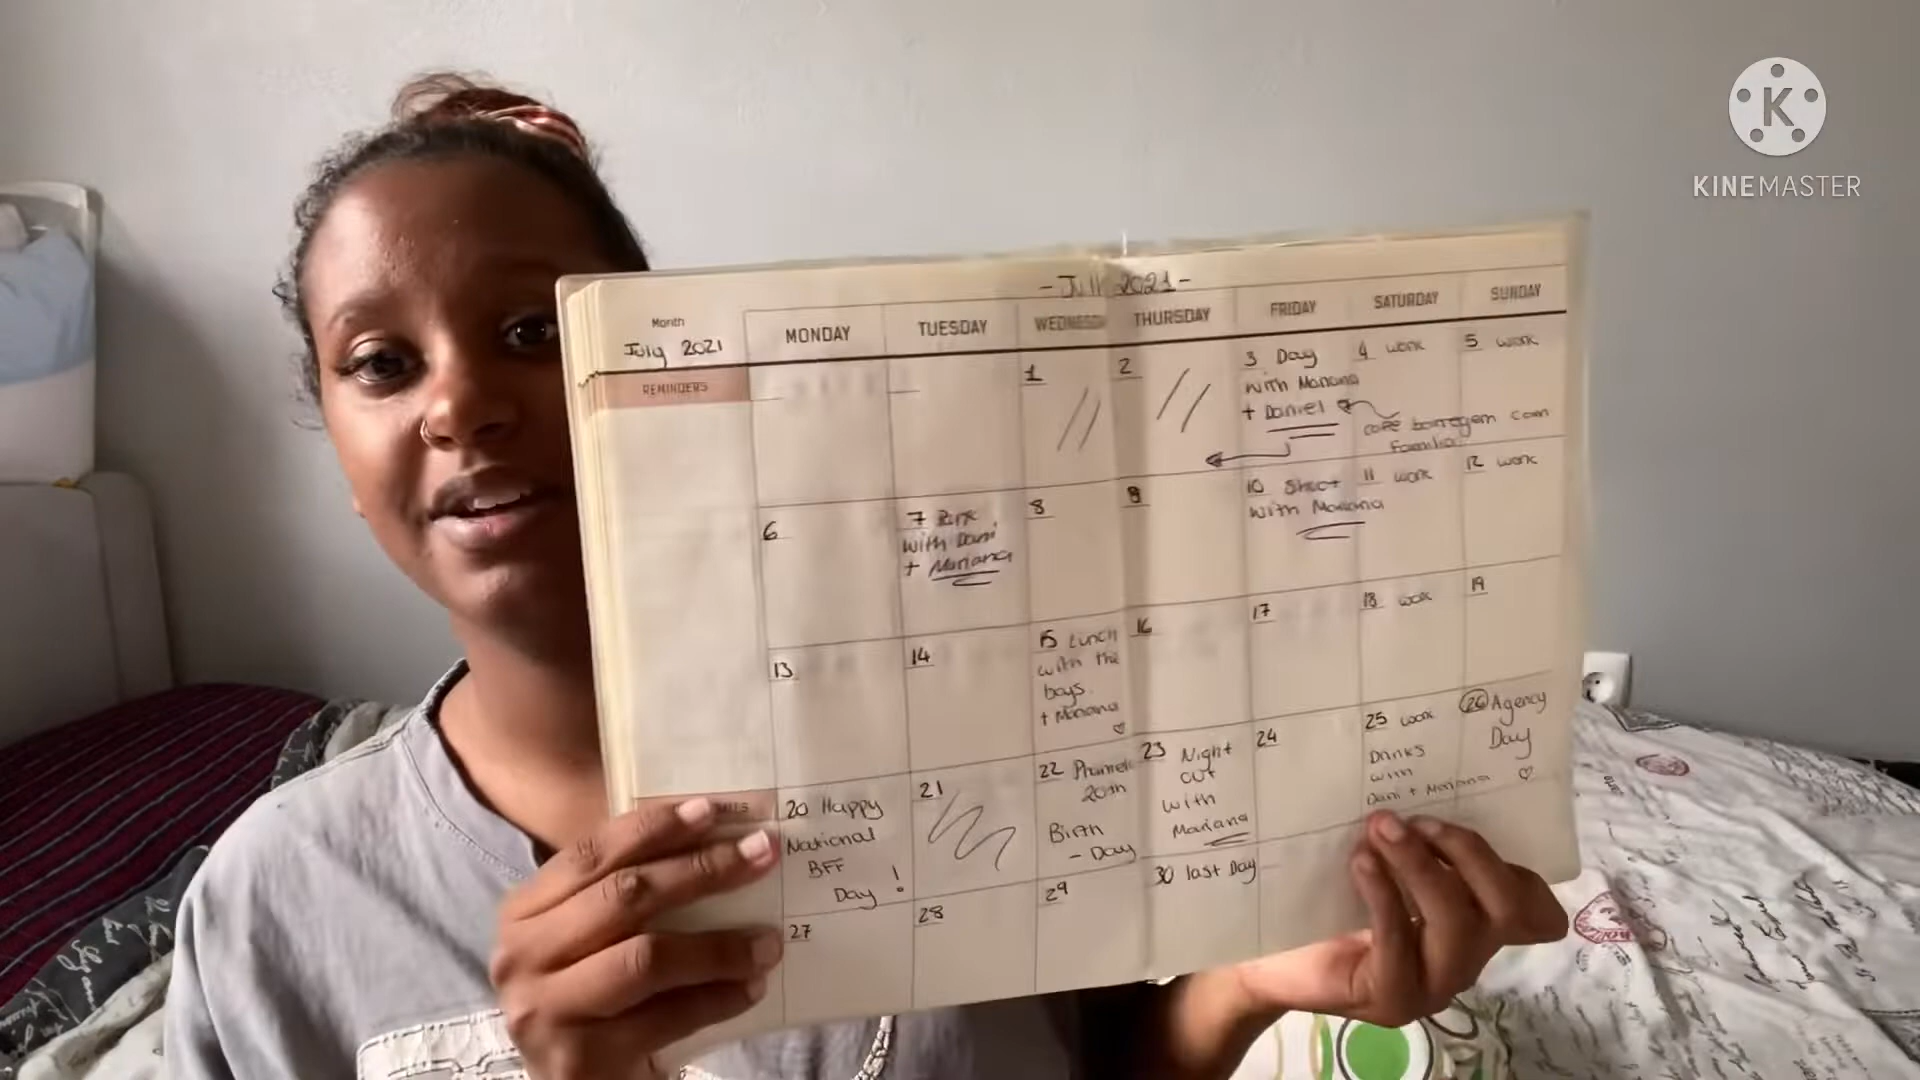 KINEMASTER
2021 -
Month
July 2021
MONDAY
TUESDAY
THURSDAY
FRIDAY
SATURDAY
SUNDAY
REMINDERS
1
2
3 Day
with Mariana
+ Daniel
4 work
5 work
cafe com
Familia
6
7
with Dani
+ Mariana
8
9
10 Shoot
with Mariana
11 work
12 work
13
14
15 Lunch
with the
boys
+ Mariana
16
17
18 work
19
20 Happy
National
BFF
Day !
21
22
20th
Birth
- Day
23 Night
out
with
Mariana
24
25 work
Drinks
with
Dani + Mariana
26 Agency
Day
27
28
29
30 last Day